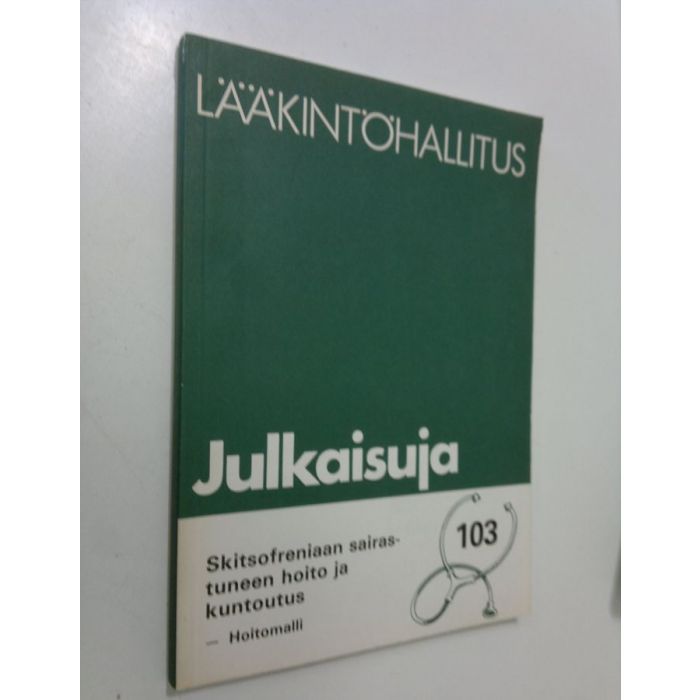 LÄÄKINTÖHALLITUS
Julkaisuja
103
Skitsofreniaan sairas-
tuneen hoito ja
kuntoutus
— Hoitomalli